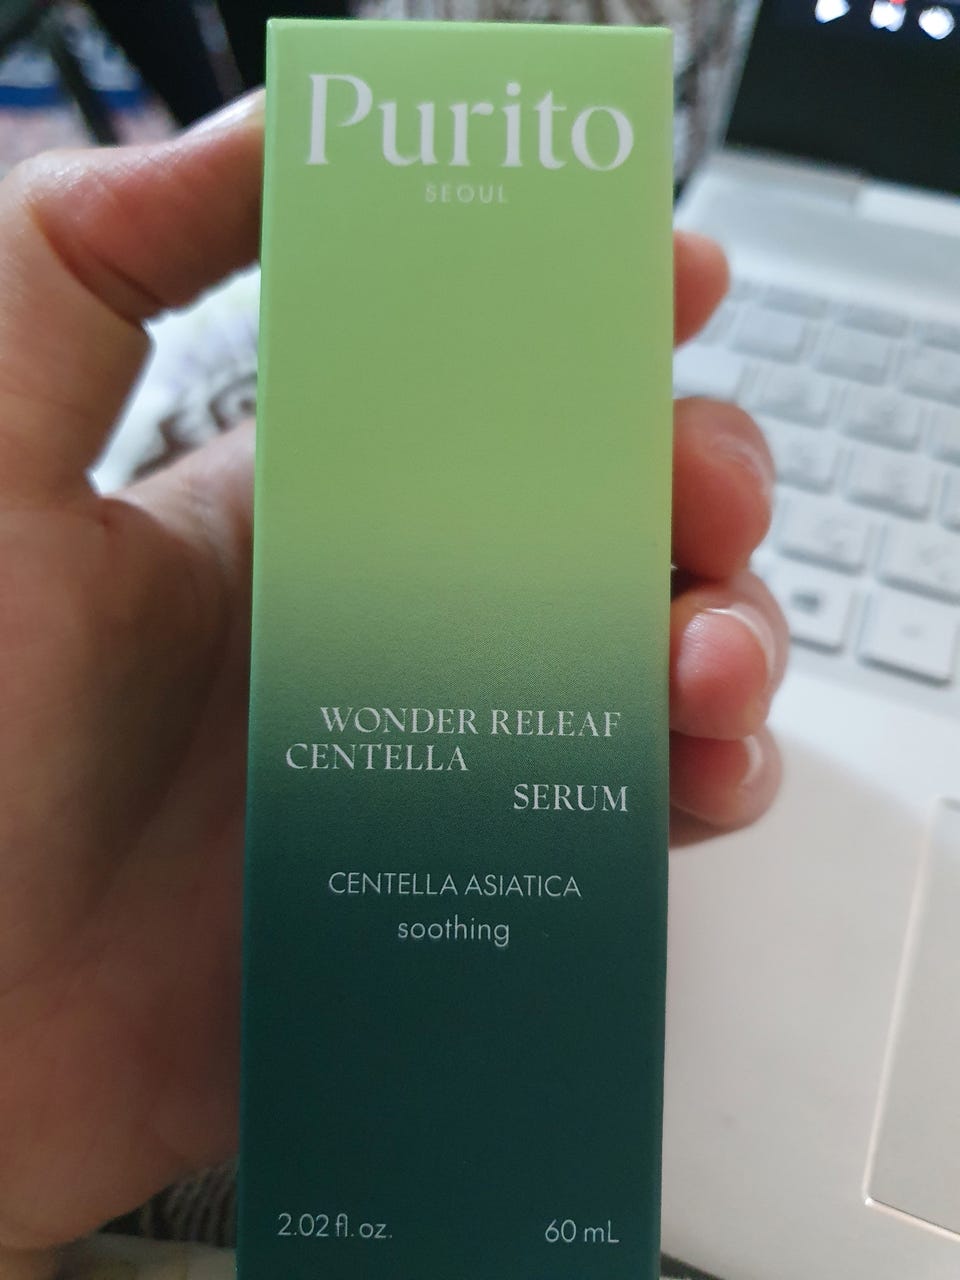 Purito
SEOUL
WONDER RELEAF
CENTELLA
SERUM
CENTELLA ASIATICA
soothing
2.02 fl. oz.
60 mL